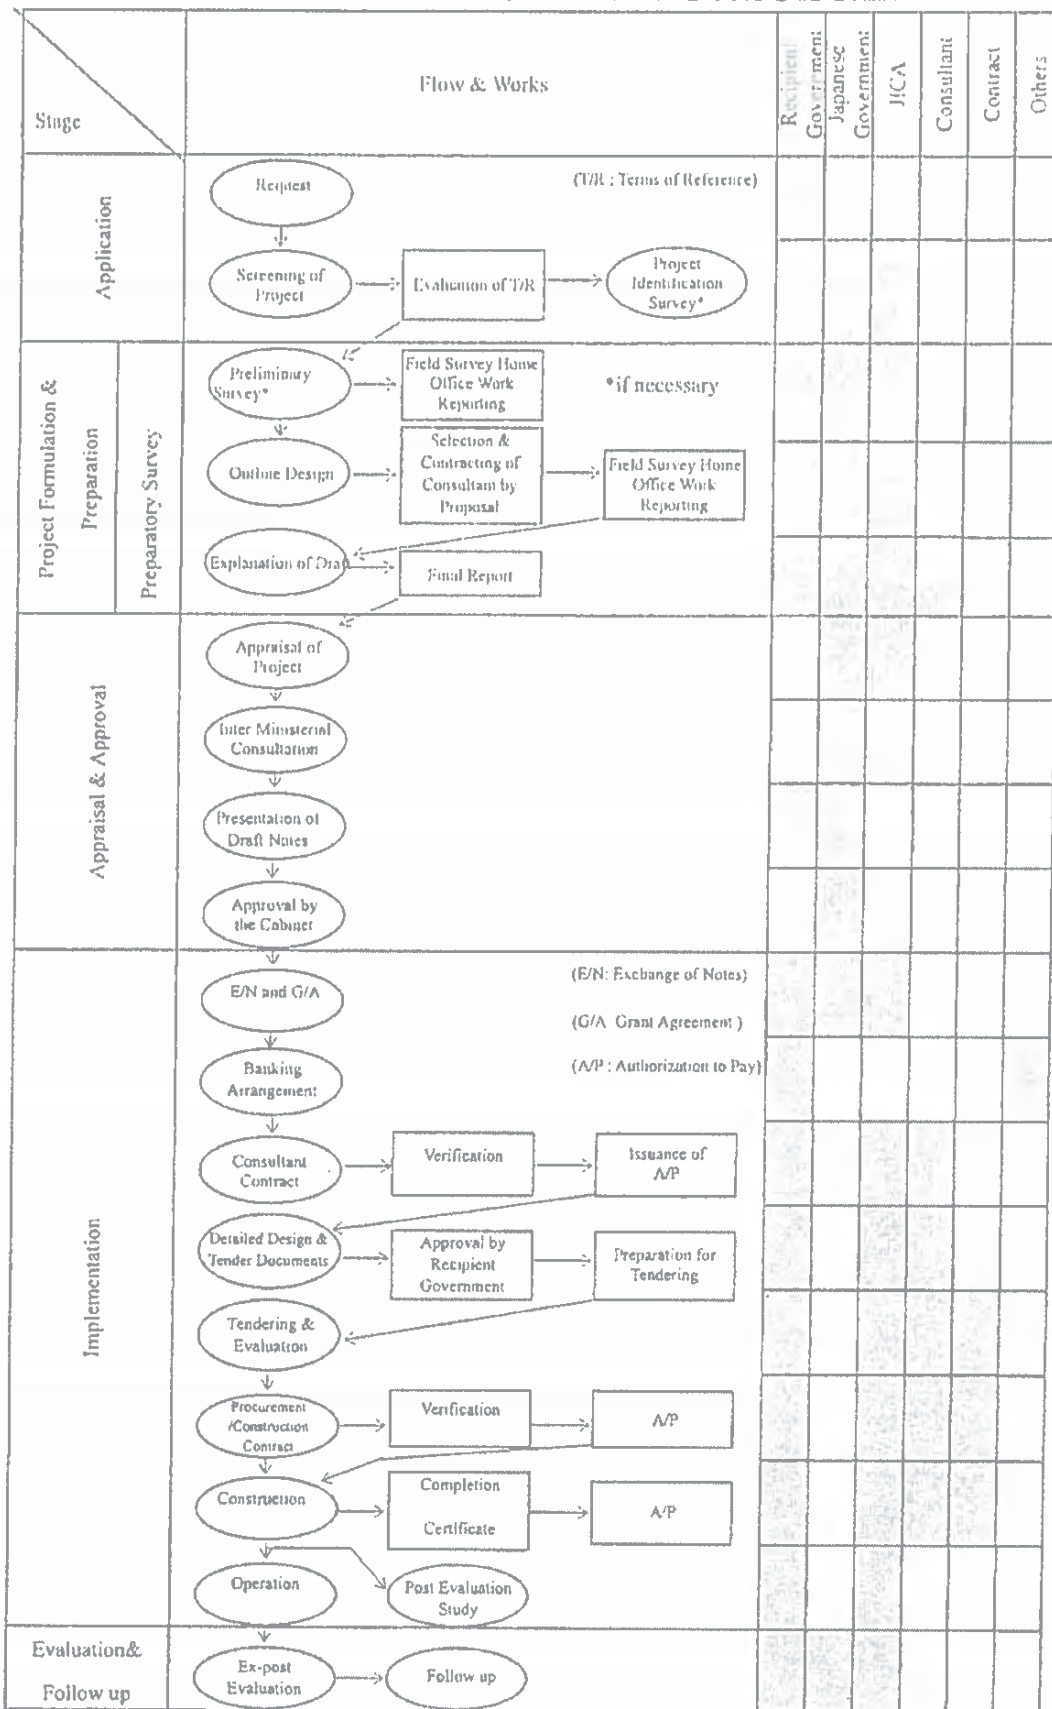 Stage
Flow & Works
Recipient
Government
Japanese
Government
JICA
Consultant
Contract
Others
Application
Request
(T/R : Terms of Reference)
Screening of
Project
Evaluation of T/R
Project
Identification
Survey*
Project Formulation &
Preparation
Preparatory Survey
Preliminary
Survey*
Field Survey Home
Office Work
Reporting
*if necessary
Outline Design
Selection &
Contracting of
Consultant by
Proposal
Field Survey Home
Office Work
Reporting
Explanation of Draft
Final Report
Appraisal & Approval
Appraisal of
Project
Inter Ministerial
Consultation
Presentation of
Draft Notes
Approval by
the Cabinet
Implementation
E/N and G/A
(E/N: Exchange of Notes)
(G/A Grant Agreement )
(A/P : Authorization to Pay)
Banking
Arrangement
Consultant
Contract
Verification
Issuance of
A/P
Detailed Design &
Tender Documents
Approval by
Recipient
Government
Preparation for
Tendering
Tendering &
Evaluation
Procurement
/Construction
Contract
Verification
A/P
Construction
Completion
Certificate
A/P
Operation
Post Evaluation
Study
Evaluation&
Follow up
Ex-post
Evaluation
Follow up